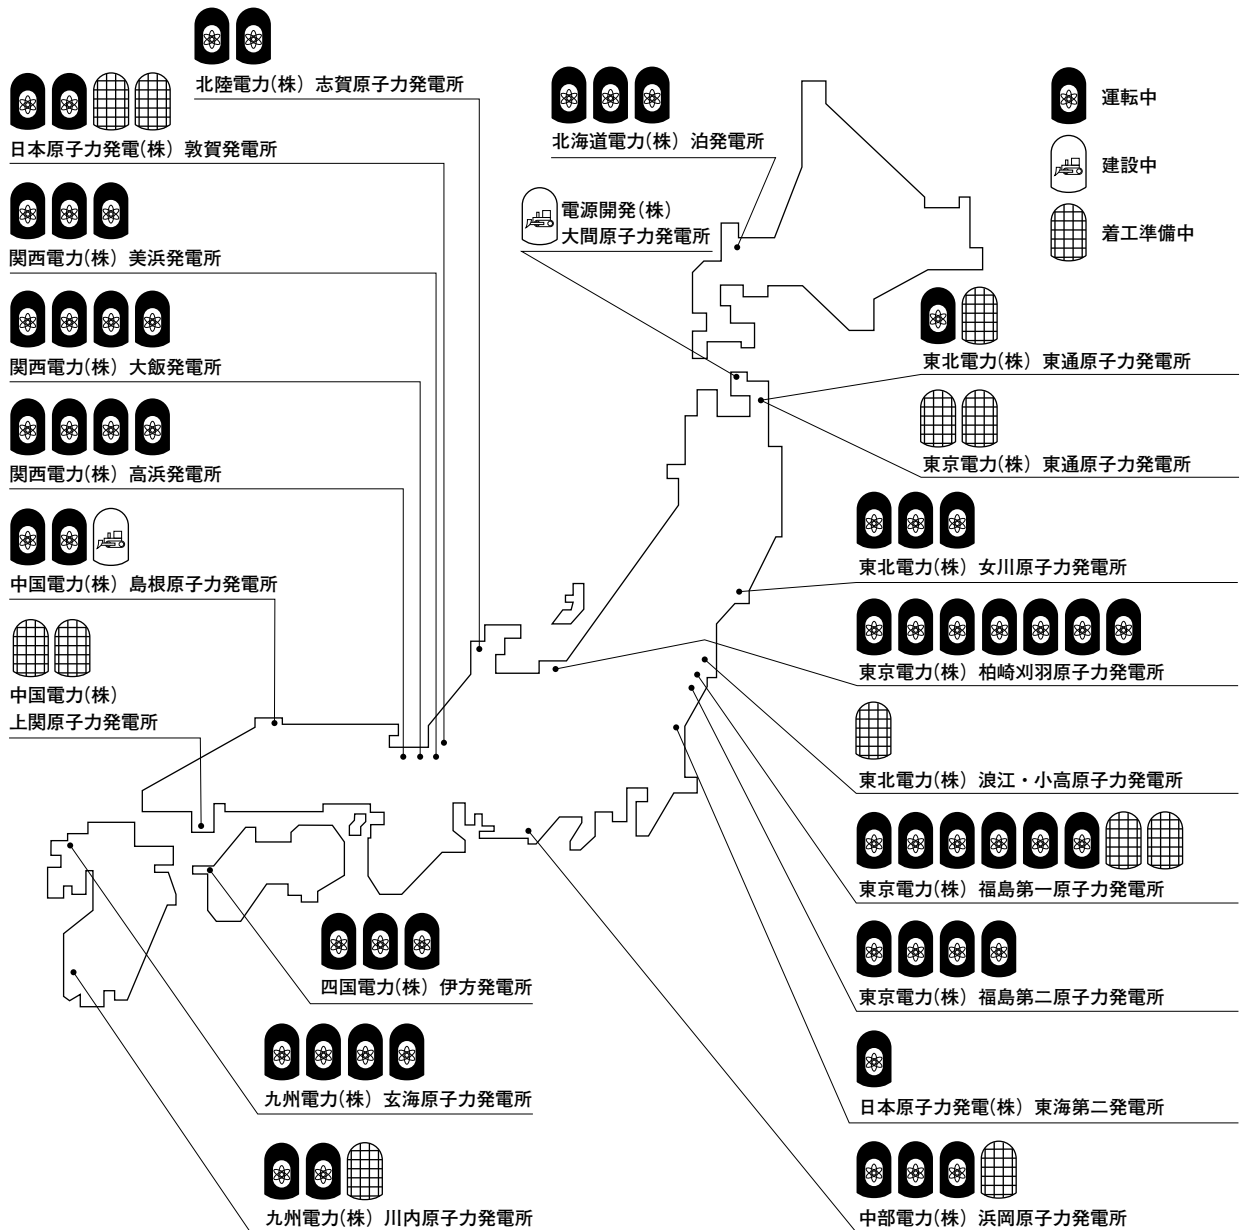 北陸電力(株) 志賀原子力発電所
日本原子力発電(株) 敦賀発電所
関西電力(株) 美浜発電所
関西電力(株) 大飯発電所
関西電力(株) 高浜発電所
中国電力(株) 島根原子力発電所
中国電力(株)
上関原子力発電所
北海道電力(株) 泊発電所
電源開発(株)
大間原子力発電所
運転中
建設中
着工準備中
東北電力(株) 東通原子力発電所
東京電力(株) 東通原子力発電所
東北電力(株) 女川原子力発電所
東京電力(株) 柏崎刈羽原子力発電所
東北電力(株) 浪江・小高原子力発電所
東京電力(株) 福島第一原子力発電所
東京電力(株) 福島第二原子力発電所
日本原子力発電(株) 東海第二発電所
中部電力(株) 浜岡原子力発電所
四国電力(株) 伊方発電所
九州電力(株) 玄海原子力発電所
九州電力(株) 川内原子力発電所